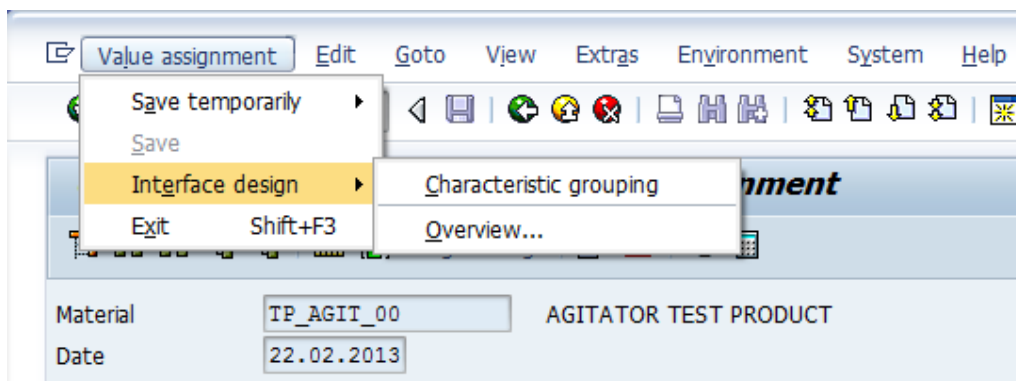 Value assignment Edit Goto View Extras Environment System Help
Save temporarily
Save
Interface design
Characteristic grouping
nment
Exit Shift+F3
Overview...
Material TP_AGIT_00 AGITATOR TEST PRODUCT
Date 22.02.2013